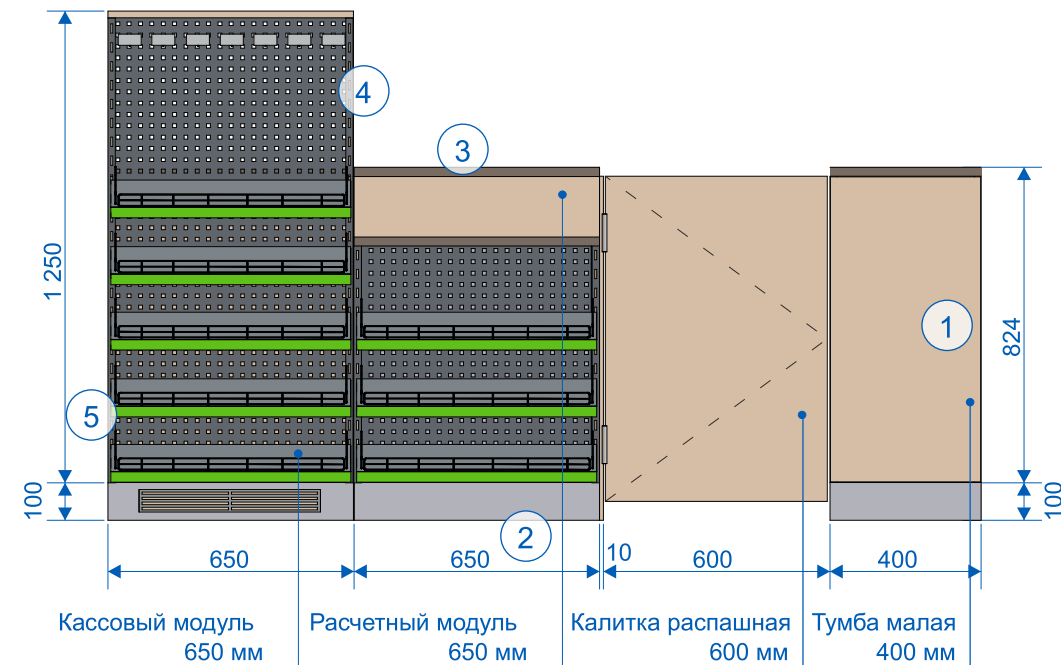 4
3
1 250
1
824
5
100
100
2
10
650
650
600
400
Кассовый модуль
650 мм
Расчетный модуль
650 мм
Калитка распашная
600 мм
Тумба малая
400 мм